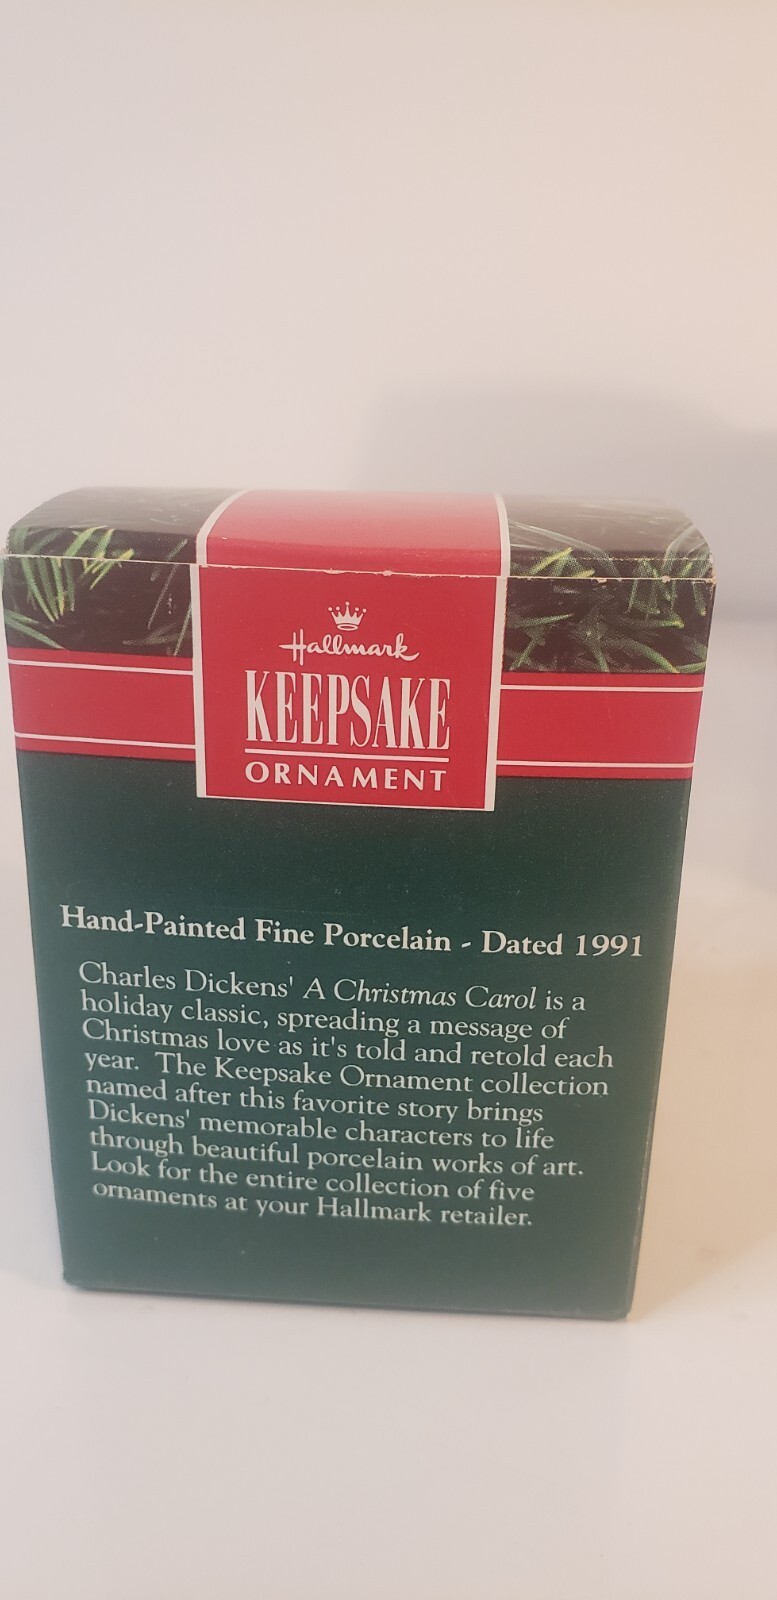 Hallmark
KEEPSAKE
ORNAMENT
Hand-Painted Fine Porcelain - Dated 1991
Charles Dickens' A Christmas Carol is a
holiday classic, spreading a message of
Christmas love as it's told and retold each
year. The Keepsake Ornament collection
named after this favorite story brings
Dickens' memorable characters to life
through beautiful porcelain works of art.
Look for the entire collection of five
ornaments at your Hallmark retailer.